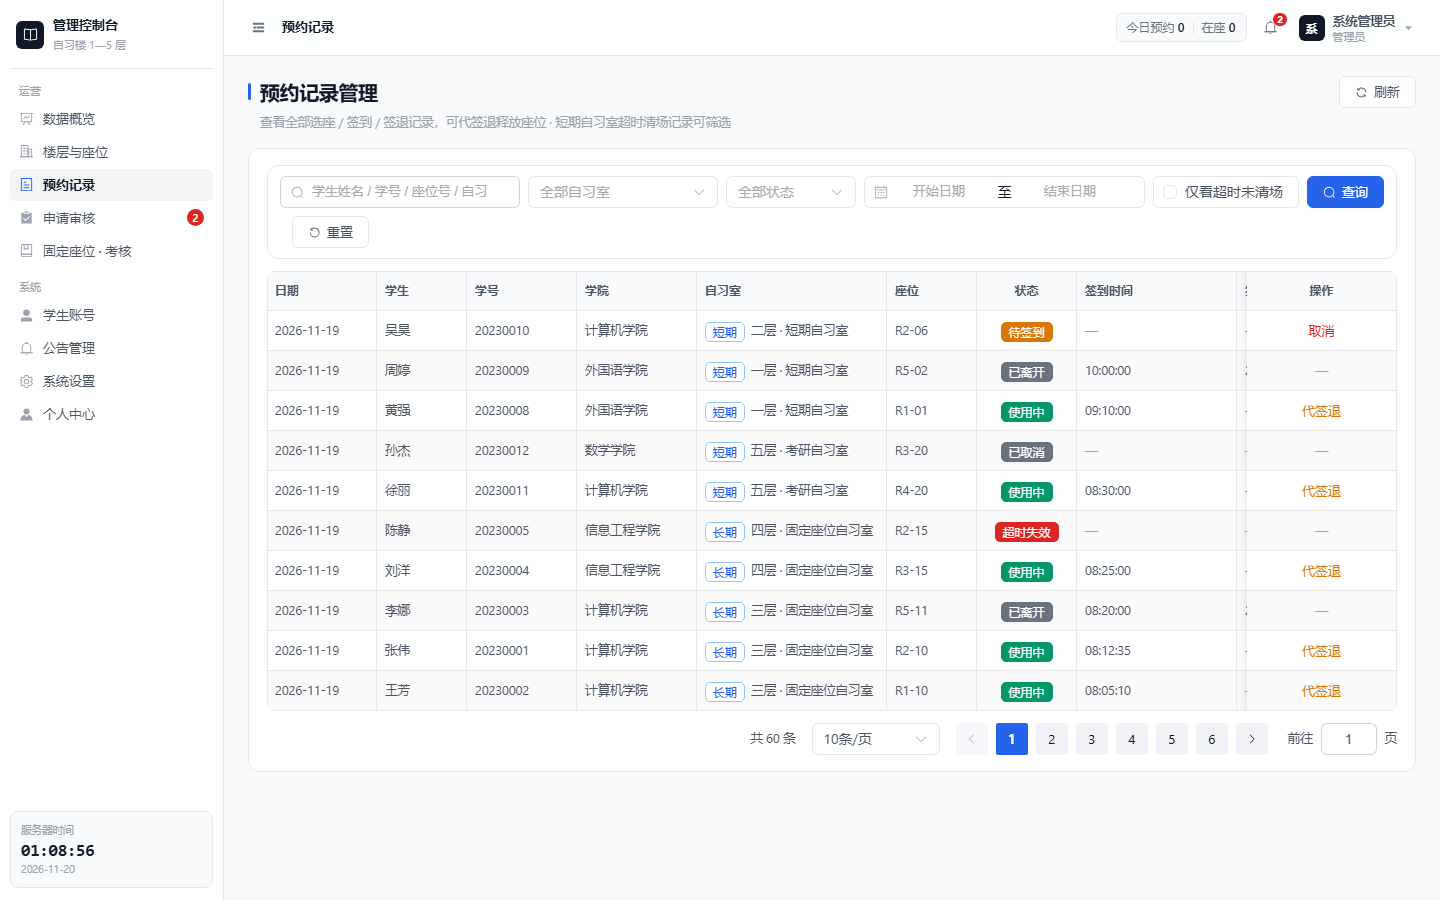 管理控制台
自习楼 1—5 层
运营
数据概览
楼层与座位
预约记录
申请审核 2
固定座位 · 考核
系统
学生账号
公告管理
系统设置
个人中心
服务器时间
01:08:56
2026-11-20
预约记录
今日预约 0 在座 0
2
系 系统管理员
管理员
预约记录管理
刷新
查看全部选座 / 签到 / 签退记录，可代签退释放座位 · 短期自习室超时清场记录可筛选
学生姓名 / 学号 / 座位号 / 自习 全部自习室 全部状态 开始日期 至 结束日期 仅看超时未清场 查询
重置
日期 学生 学号 学院 自习室 座位 状态 签到时间 操作
2026-11-19 吴昊 20230010 计算机学院 短期 二层 · 短期自习室 R2-06 待签到 — 取消
2026-11-19 周婷 20230009 外国语学院 短期 一层 · 短期自习室 R5-02 已离开 10:00:00 —
2026-11-19 黄强 20230008 外国语学院 短期 一层 · 短期自习室 R1-01 使用中 09:10:00 代签退
2026-11-19 孙杰 20230012 数学学院 短期 五层 · 考研自习室 R3-20 已取消 — —
2026-11-19 徐丽 20230011 计算机学院 短期 五层 · 考研自习室 R4-20 使用中 08:30:00 代签退
2026-11-19 陈静 20230005 信息工程学院 长期 四层 · 固定座位自习室 R2-15 超时失效 — —
2026-11-19 刘洋 20230004 信息工程学院 长期 四层 · 固定座位自习室 R3-15 使用中 08:25:00 代签退
2026-11-19 李娜 20230003 计算机学院 长期 三层 · 固定座位自习室 R5-11 已离开 08:20:00 —
2026-11-19 张伟 20230001 计算机学院 长期 三层 · 固定座位自习室 R2-10 使用中 08:12:35 代签退
2026-11-19 王芳 20230002 计算机学院 长期 三层 · 固定座位自习室 R1-10 使用中 08:05:10 代签退
共 60 条 10条/页 1 2 3 4 5 6 前往 1 页